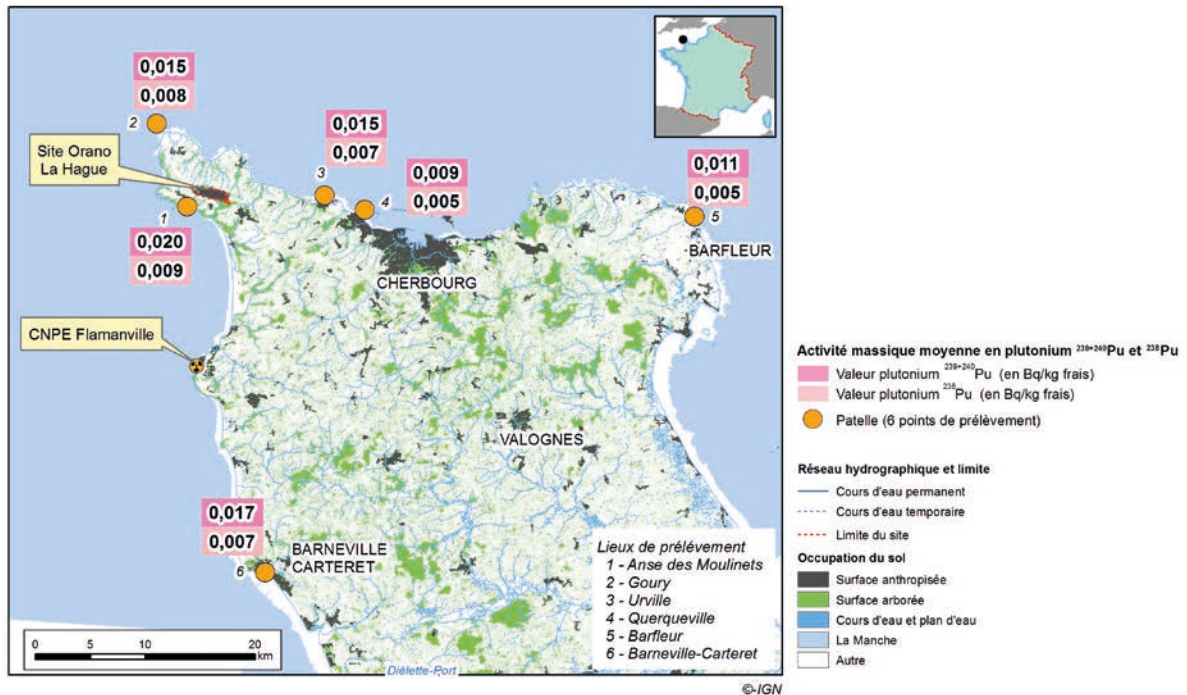 0,015
0,008
2
Site Orano
La Hague
0,015
0,007
3
0,009
0,005
4
0,011
0,005
5
1
0,020
0,009
BARFLEUR
CHERBOURG
CNPE Flamanville
VALOGNES
0,017
0,007
BARNEVILLE
CARTERET
6
Lieux de prélévement
1 - Anse des Moulinets
2 - Goury
3 - Urville
4 - Querqueville
5 - Barfleur
6 - Barneville-Carteret
0 5 10 20
km
Diélette-Port
©-IGN
Activité massique moyenne en plutonium ²³⁹⁺²⁴⁰Pu et ²³⁸Pu
Valeur plutonium ²³⁹⁺²⁴⁰Pu (en Bq/kg frais)
Valeur plutonium ²³⁸Pu (en Bq/kg frais)
Patelle (6 points de prélèvement)
Réseau hydrographique et limite
Cours d'eau permanent
Cours d'eau temporaire
Limite du site
Occupation du sol
Surface anthropisée
Surface arborée
Cours d'eau et plan d'eau
La Manche
Autre